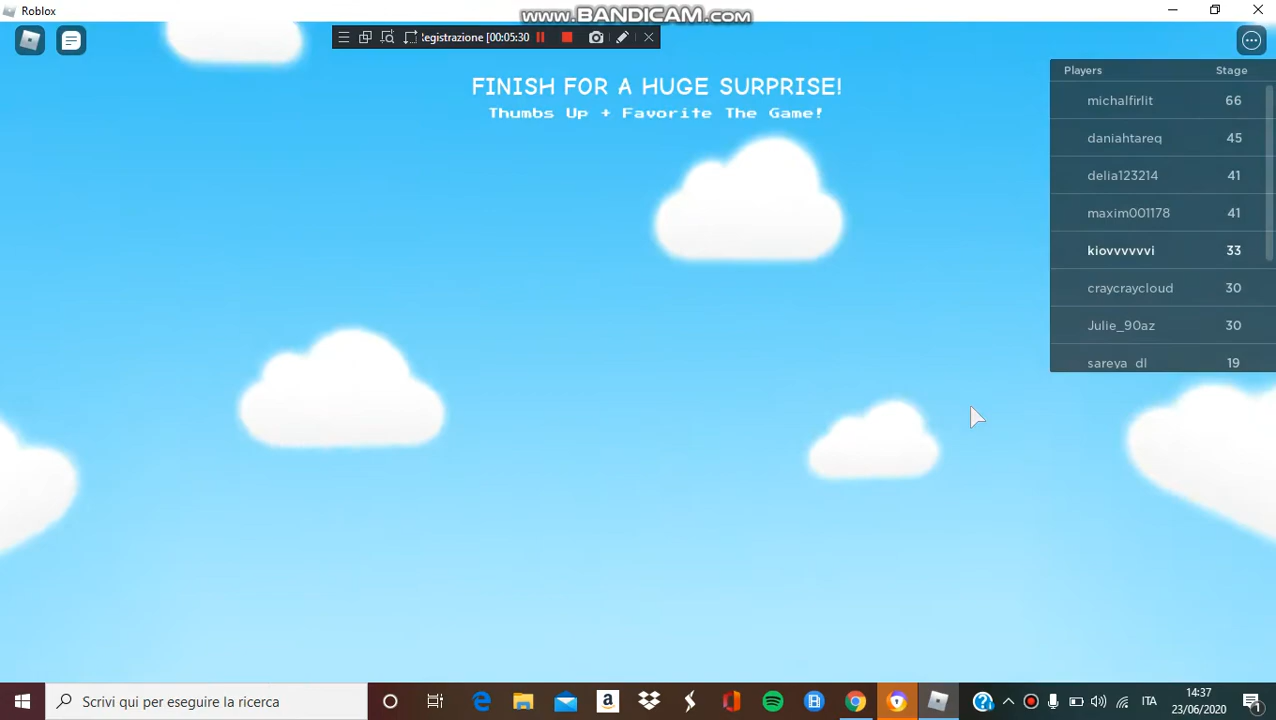 Roblox
www.BANDICAM.com
Registrazione [00:05:30
FINISH FOR A HUGE SURPRISE!
Thumbs Up + Favorite The Game!
Players Stage
michalfirlit 66
daniahtareq 45
delia123214 41
maxim001178 41
kiovvvvvvi 33
craycraycloud 30
Julie_90az 30
sareya_dl 19
Scrivi qui per eseguire la ricerca
ITA
14:37
23/06/2020
1